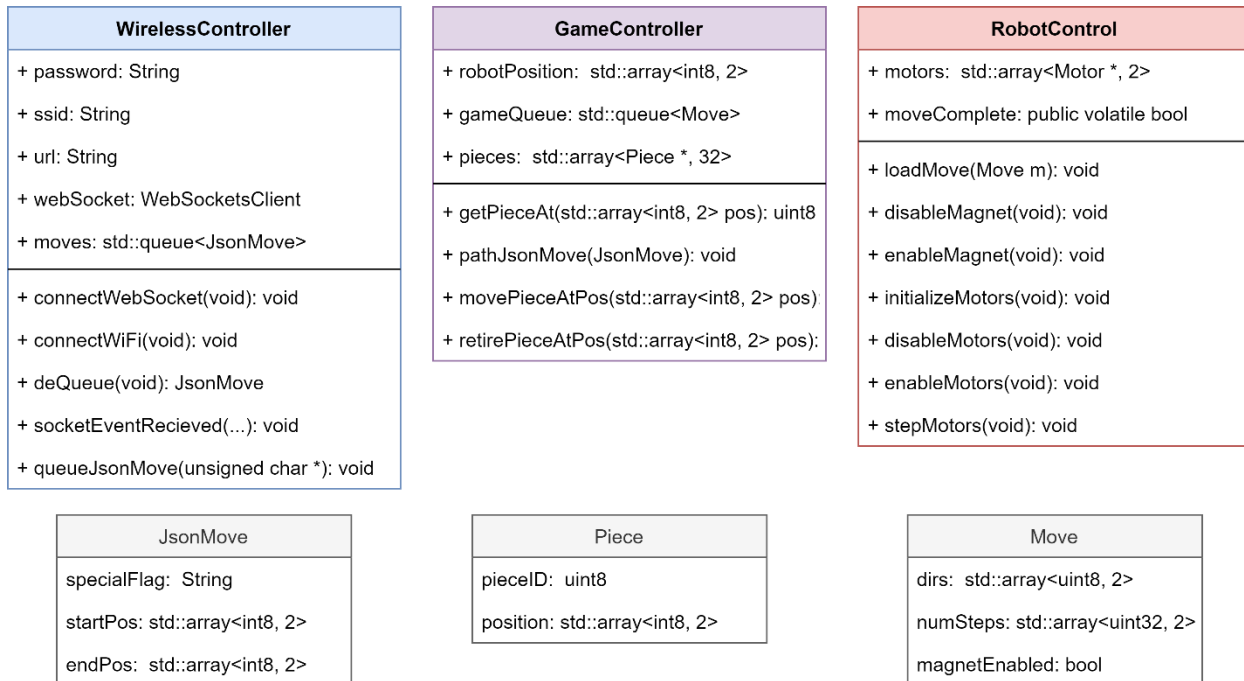 WirelessController
+ password: String
+ ssid: String
+ url: String
+ webSocket: WebSocketsClient
+ moves: std::queue<JsonMove>
+ connectWebSocket(void): void
+ connectWiFi(void): void
+ deQueue(void): JsonMove
+ socketEventRecieved(...): void
+ queueJsonMove(unsigned char *): void
GameController
+ robotPosition: std::array<int8, 2>
+ gameQueue: std::queue<Move>
+ pieces: std::array<Piece *, 32>
+ getPieceAt(std::array<int8, 2> pos): uint8
+ pathJsonMove(JsonMove): void
+ movePieceAtPos(std::array<int8, 2> pos):
+ retirePieceAtPos(std::array<int8, 2> pos):
RobotControl
+ motors: std::array<Motor *, 2>
+ moveComplete: public volatile bool
+ loadMove(Move m): void
+ disableMagnet(void): void
+ enableMagnet(void): void
+ initializeMotors(void): void
+ disableMotors(void): void
+ enableMotors(void): void
+ stepMotors(void): void
JsonMove
specialFlag: String
startPos: std::array<int8, 2>
endPos: std::array<int8, 2>
Piece
pieceID: uint8
position: std::array<int8, 2>
Move
dirs: std::array<uint8, 2>
numSteps: std::array<uint32, 2>
magnetEnabled: bool